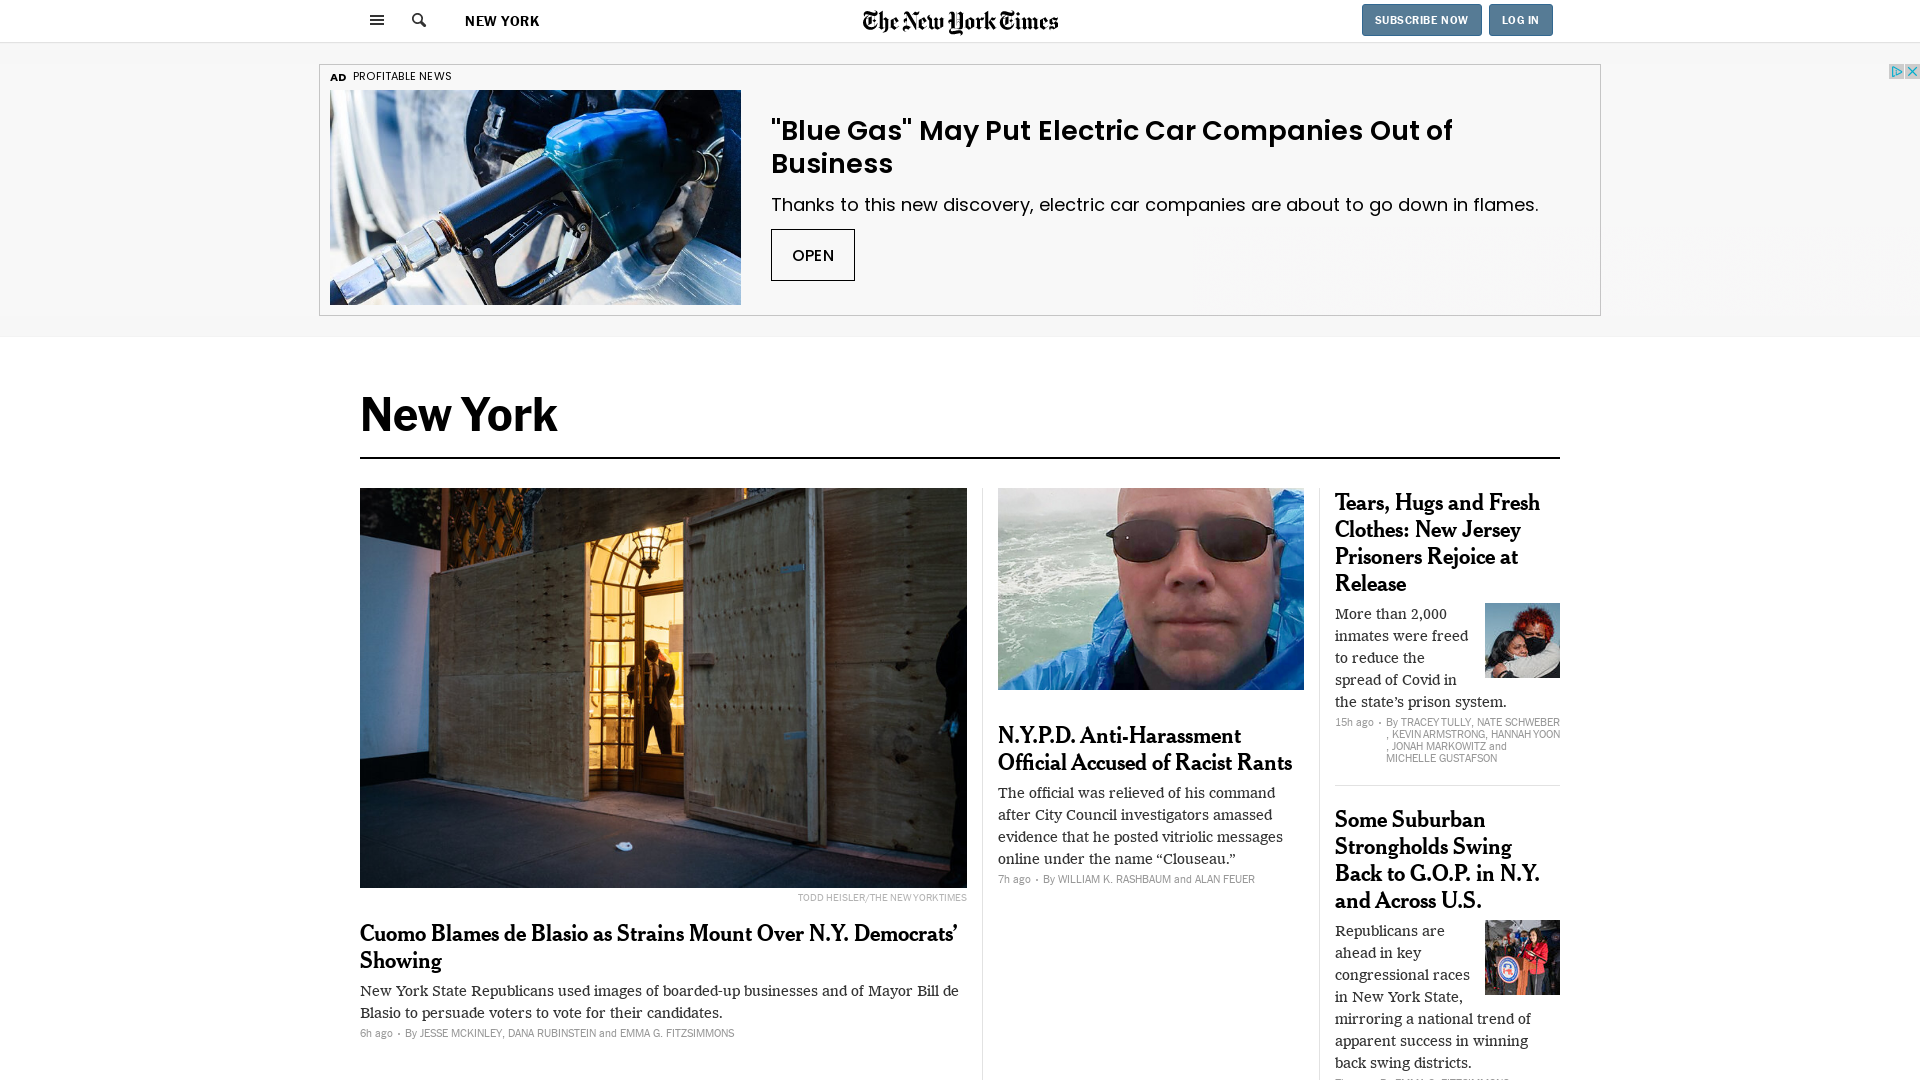 NEW YORK
The New York Times
SUBSCRIBE NOW
LOG IN
AD PROFITABLE NEWS
"Blue Gas" May Put Electric Car Companies Out of
Business
Thanks to this new discovery, electric car companies are about to go down in flames.
OPEN
New York
TODD HEISLER/THE NEW YORK TIMES
Cuomo Blames de Blasio as Strains Mount Over N.Y. Democrats’
Showing
New York State Republicans used images of boarded-up businesses and of Mayor Bill de
Blasio to persuade voters to vote for their candidates.
6h ago · By JESSE MCKINLEY, DANA RUBINSTEIN and EMMA G. FITZSIMMONS
N.Y.P.D. Anti-Harassment
Official Accused of Racist Rants
The official was relieved of his command
after City Council investigators amassed
evidence that he posted vitriolic messages
online under the name “Clouseau.”
7h ago · By WILLIAM K. RASHBAUM and ALAN FEUER
Tears, Hugs and Fresh
Clothes: New Jersey
Prisoners Rejoice at
Release
More than 2,000
inmates were freed
to reduce the
spread of Covid in
the state’s prison system.
15h ago · By TRACEY TULLY, NATE SCHWEBER
, KEVIN ARMSTRONG, HANNAH YOON
, JONAH MARKOWITZ and
MICHELLE GUSTAFSON
Some Suburban
Strongholds Swing
Back to G.O.P. in N.Y.
and Across U.S.
Republicans are
ahead in key
congressional races
in New York State,
mirroring a national trend of
apparent success in winning
back swing districts.